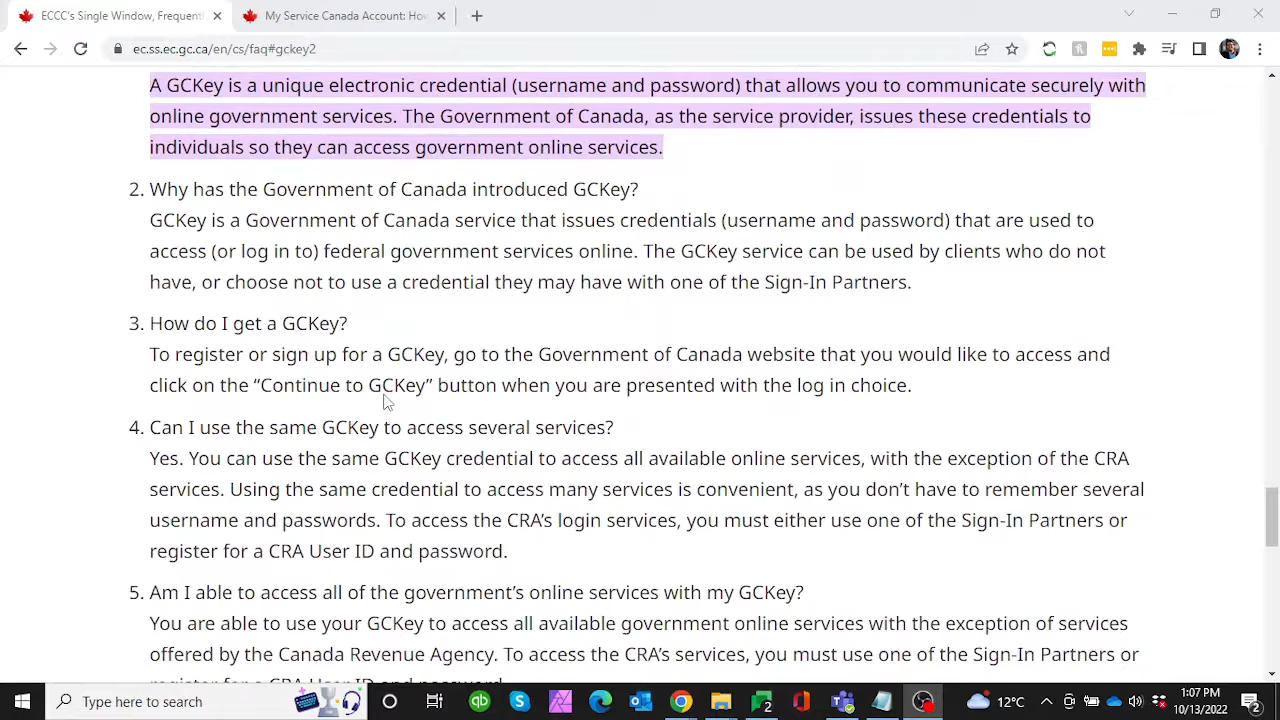 ECCC's Single Window, Frequent
My Service Canada Account: Hov
ec.ss.ec.gc.ca/en/cs/faq#gckey2
A GCKey is a unique electronic credential (username and password) that allows you to communicate securely with
online government services. The Government of Canada, as the service provider, issues these credentials to
individuals so they can access government online services.
2. Why has the Government of Canada introduced GCKey?
GCKey is a Government of Canada service that issues credentials (username and password) that are used to
access (or log in to) federal government services online. The GCKey service can be used by clients who do not
have, or choose not to use a credential they may have with one of the Sign-In Partners.
3. How do I get a GCKey?
To register or sign up for a GCKey, go to the Government of Canada website that you would like to access and
click on the “Continue to GCKey” button when you are presented with the log in choice.
4. Can I use the same GCKey to access several services?
Yes. You can use the same GCKey credential to access all available online services, with the exception of the CRA
services. Using the same credential to access many services is convenient, as you don’t have to remember several
username and passwords. To access the CRA’s login services, you must either use one of the Sign-In Partners or
register for a CRA User ID and password.
5. Am I able to access all of the government’s online services with my GCKey?
You are able to use your GCKey to access all available government online services with the exception of services
offered by the Canada Revenue Agency. To access the CRA’s services, you must use one of the Sign-In Partners or
register for a CRA User ID and password.
Type here to search
qb
2
12°C
1:07 PM
10/13/2022
2